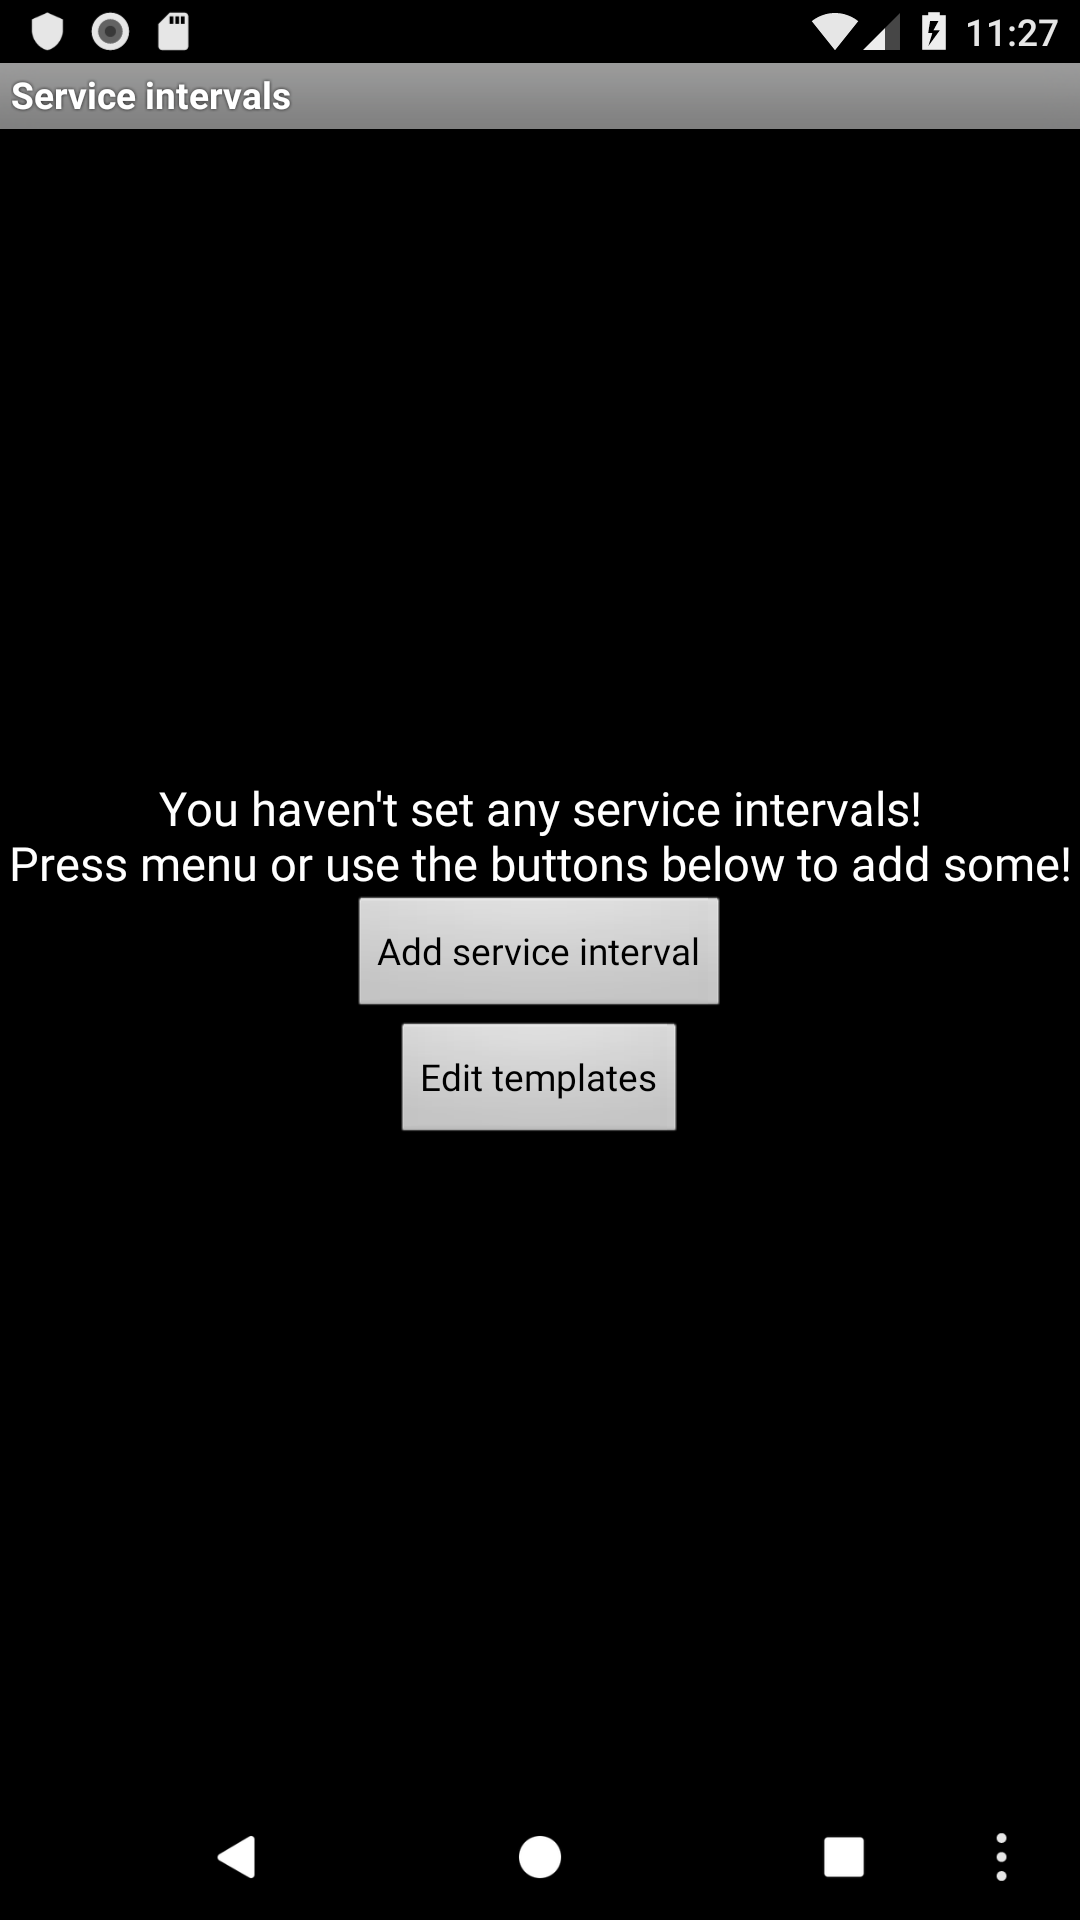 11:27
Service intervals
You haven't set any service intervals!
Press menu or use the buttons below to add some!
Add service interval
Edit templates